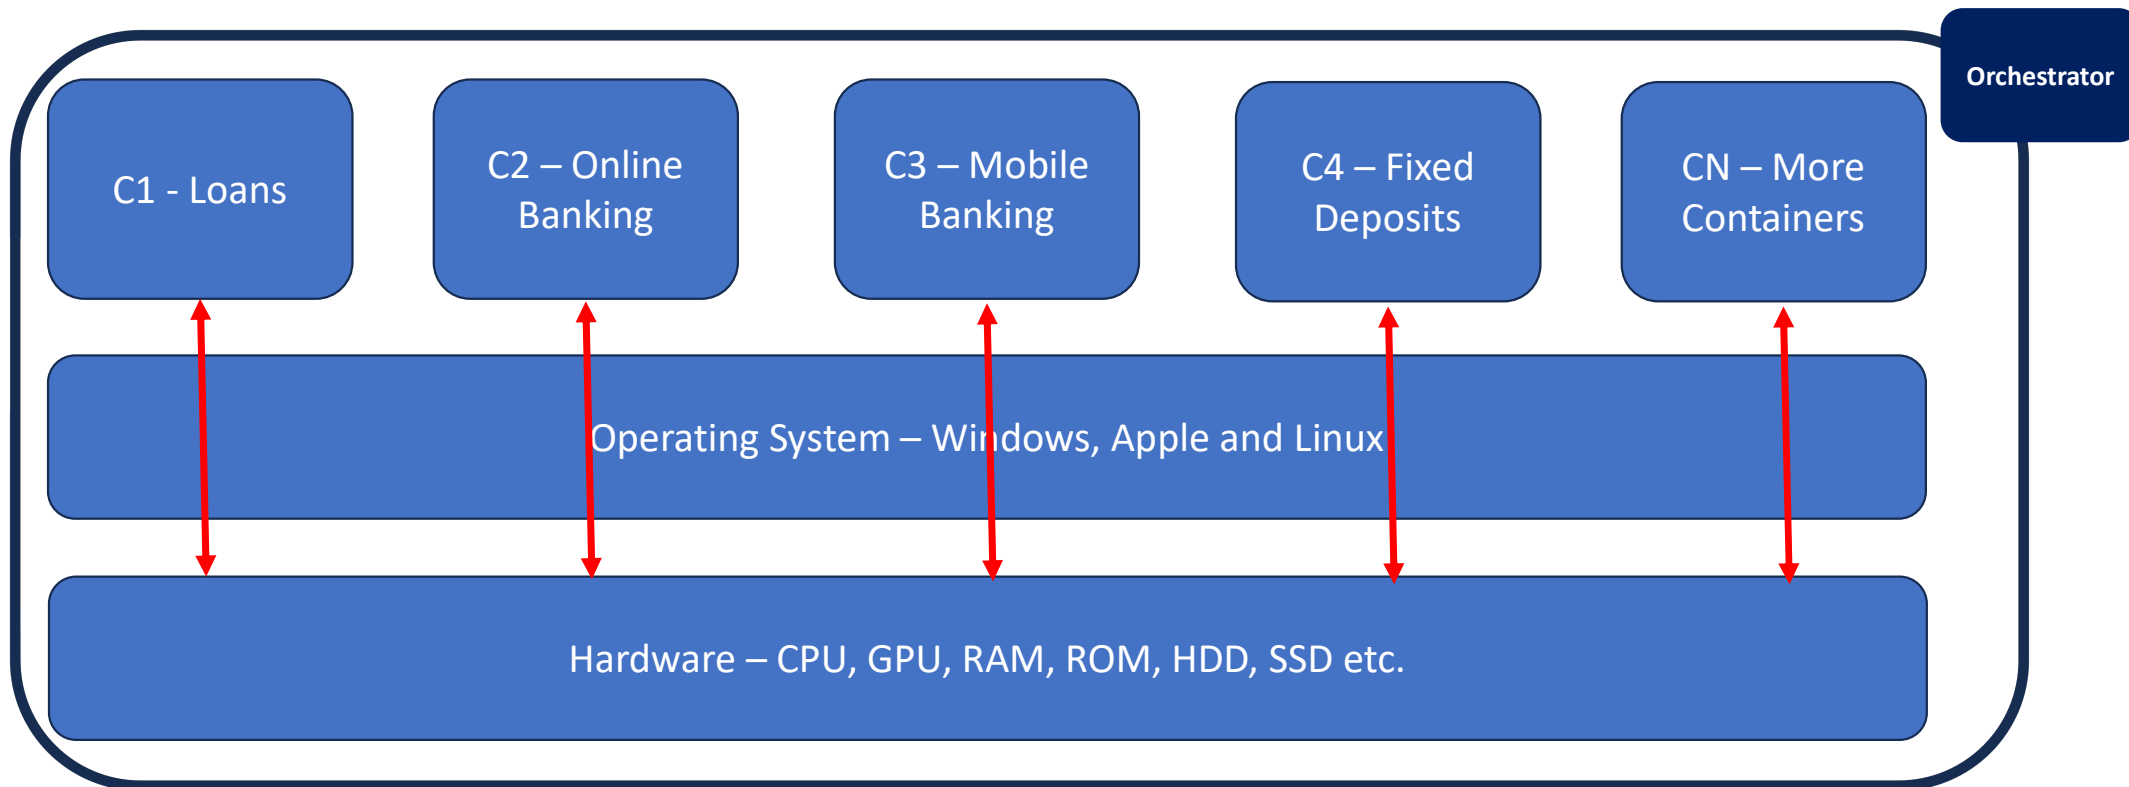 Orchestrator
C1 - Loans
C2 – Online
Banking
C3 – Mobile
Banking
C4 – Fixed
Deposits
CN – More
Containers
Operating System – Windows, Apple and Linux
Hardware – CPU, GPU, RAM, ROM, HDD, SSD etc.